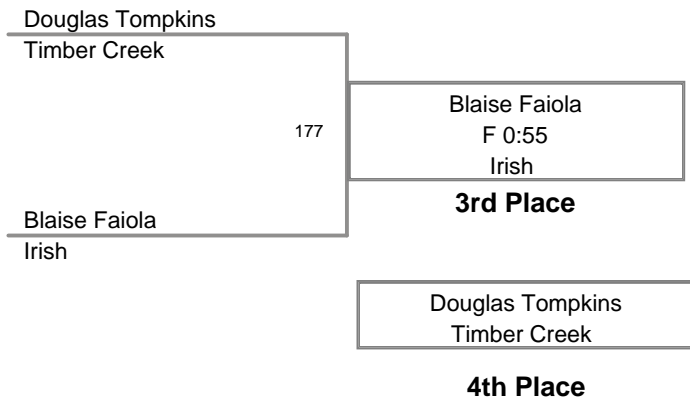 Douglas Tompkins
Timber Creek
177
Blaise Faiola
F 0:55
Irish
3rd Place
Blaise Faiola
Irish
Douglas Tompkins
Timber Creek
4th Place